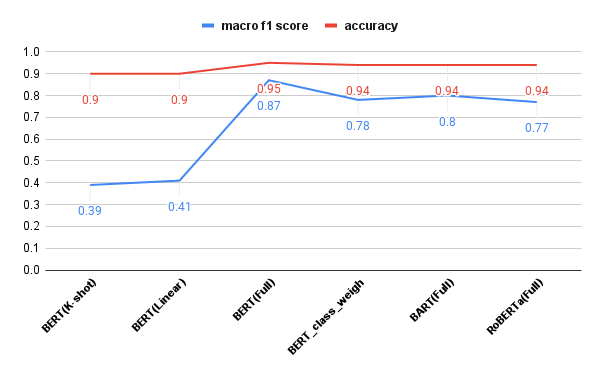 macro f1 score accuracy
1.0
0.9
0.8
0.7
0.6
0.5
0.4
0.3
0.2
0.1
0.0
0.9 0.9 0.95 0.94 0.94 0.94
0.39 0.41 0.87 0.78 0.8 0.77
BERT(K-shot) BERT(Linear) BERT(Full) BERT_class_weigh BART(Full) RoBERTa(Full)